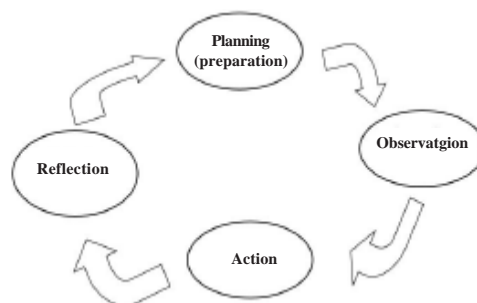 Planning
(preparation)
Observatgion
Action
Reflection